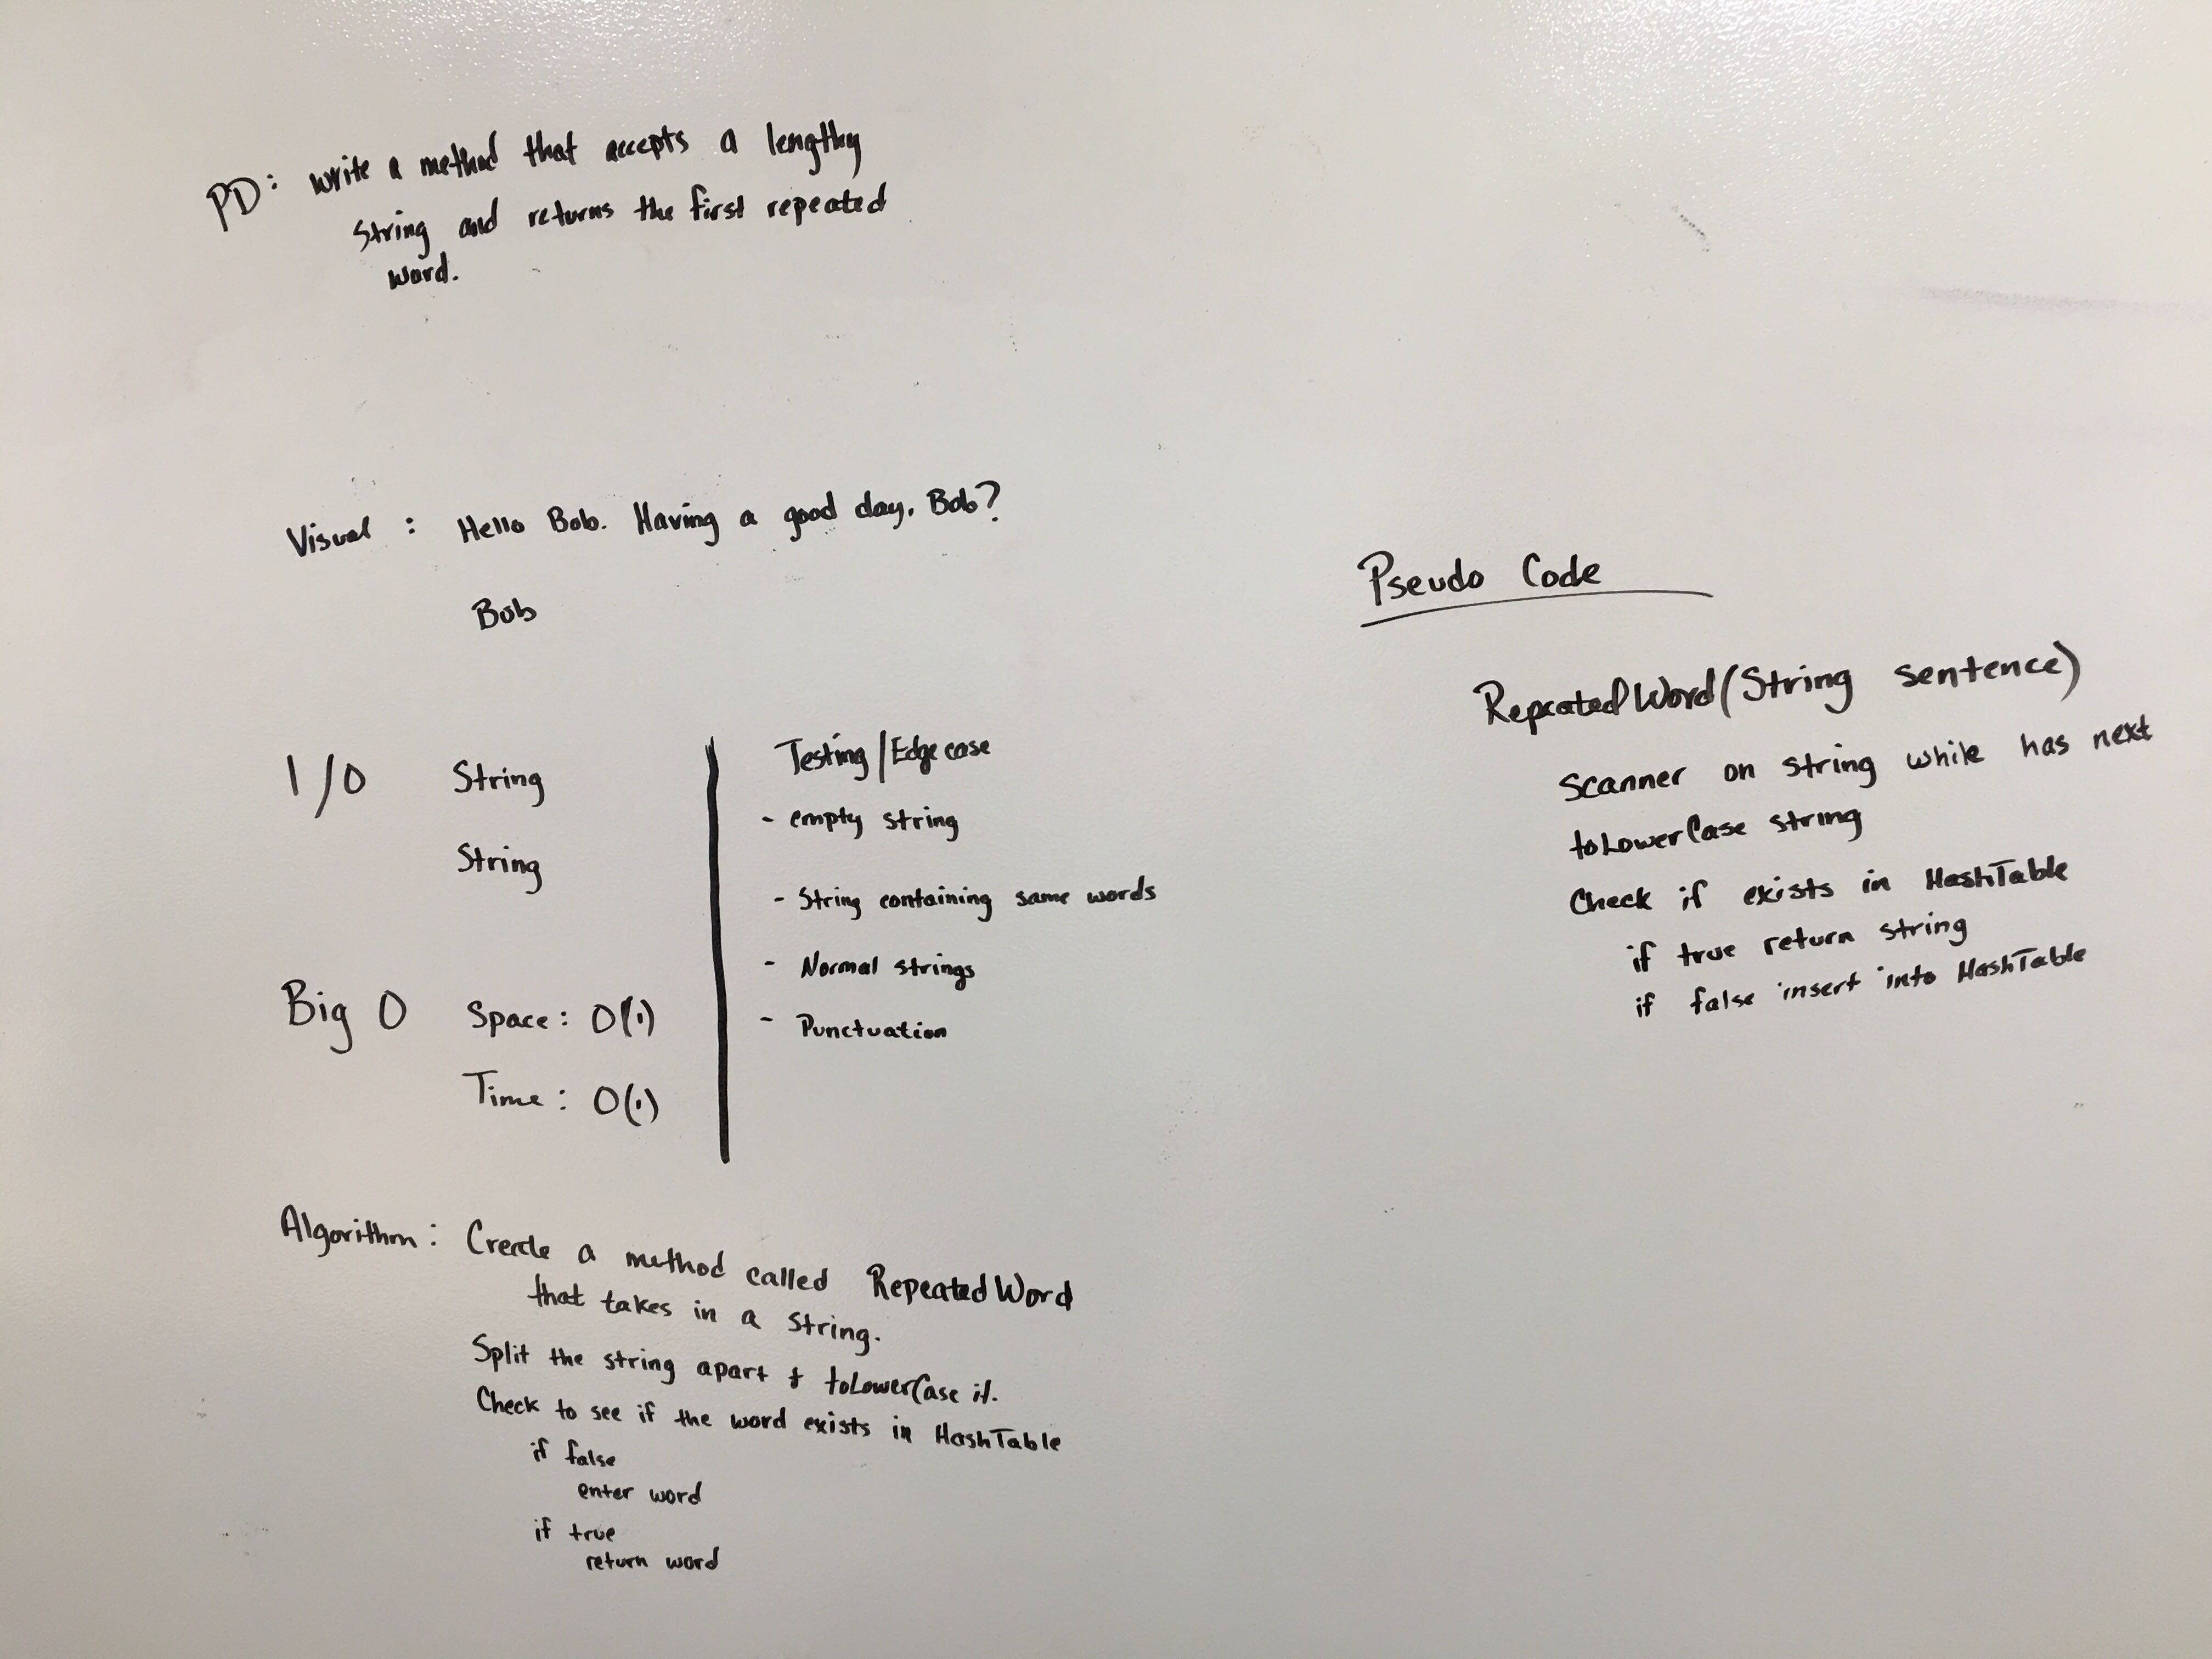 PD: write a method that accepts a lengthy
String and returns the first repeated
word.
Visual : Hello Bob. Having a good day, Bob?
Bob
I/O String
String
Big O Space: O(1)
Time: O(1)
Testing/Edge case
- empty string
- String containing same words
- Normal strings
- Punctuation
Algorithm: Create a method called RepeatedWord
that takes in a string.
Split the string apart & toLowerCase it.
Check to see if the word exists in HashTable
if false
enter word
if true
return word
Pseudo Code
RepeatedWord(String sentence)
Scanner on string while has next
toLowerCase string
Check if exists in HashTable
if true return string
if false insert into HashTable